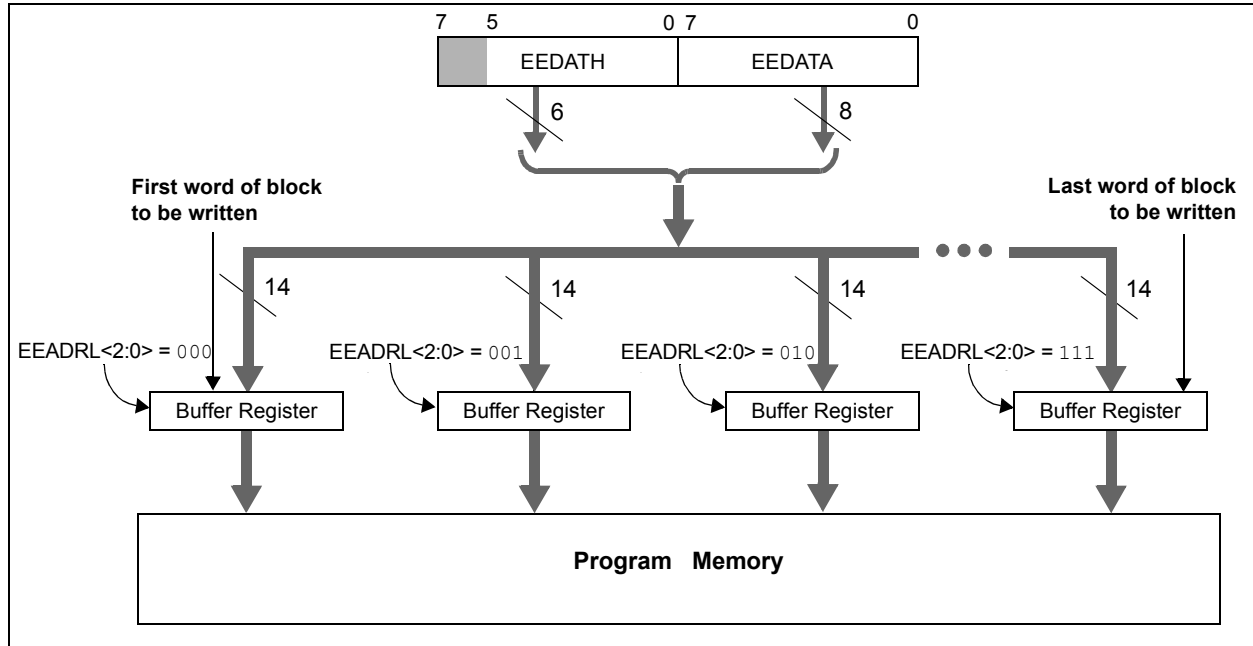 7 5 0 7 0
EEDATH EEDATA
6 8
First word of block
to be written
Last word of block
to be written
14 14 14 14
EEADRL<2:0> = 000 EEADRL<2:0> = 001 EEADRL<2:0> = 010 EEADRL<2:0> = 111
Buffer Register Buffer Register Buffer Register Buffer Register
Program Memory